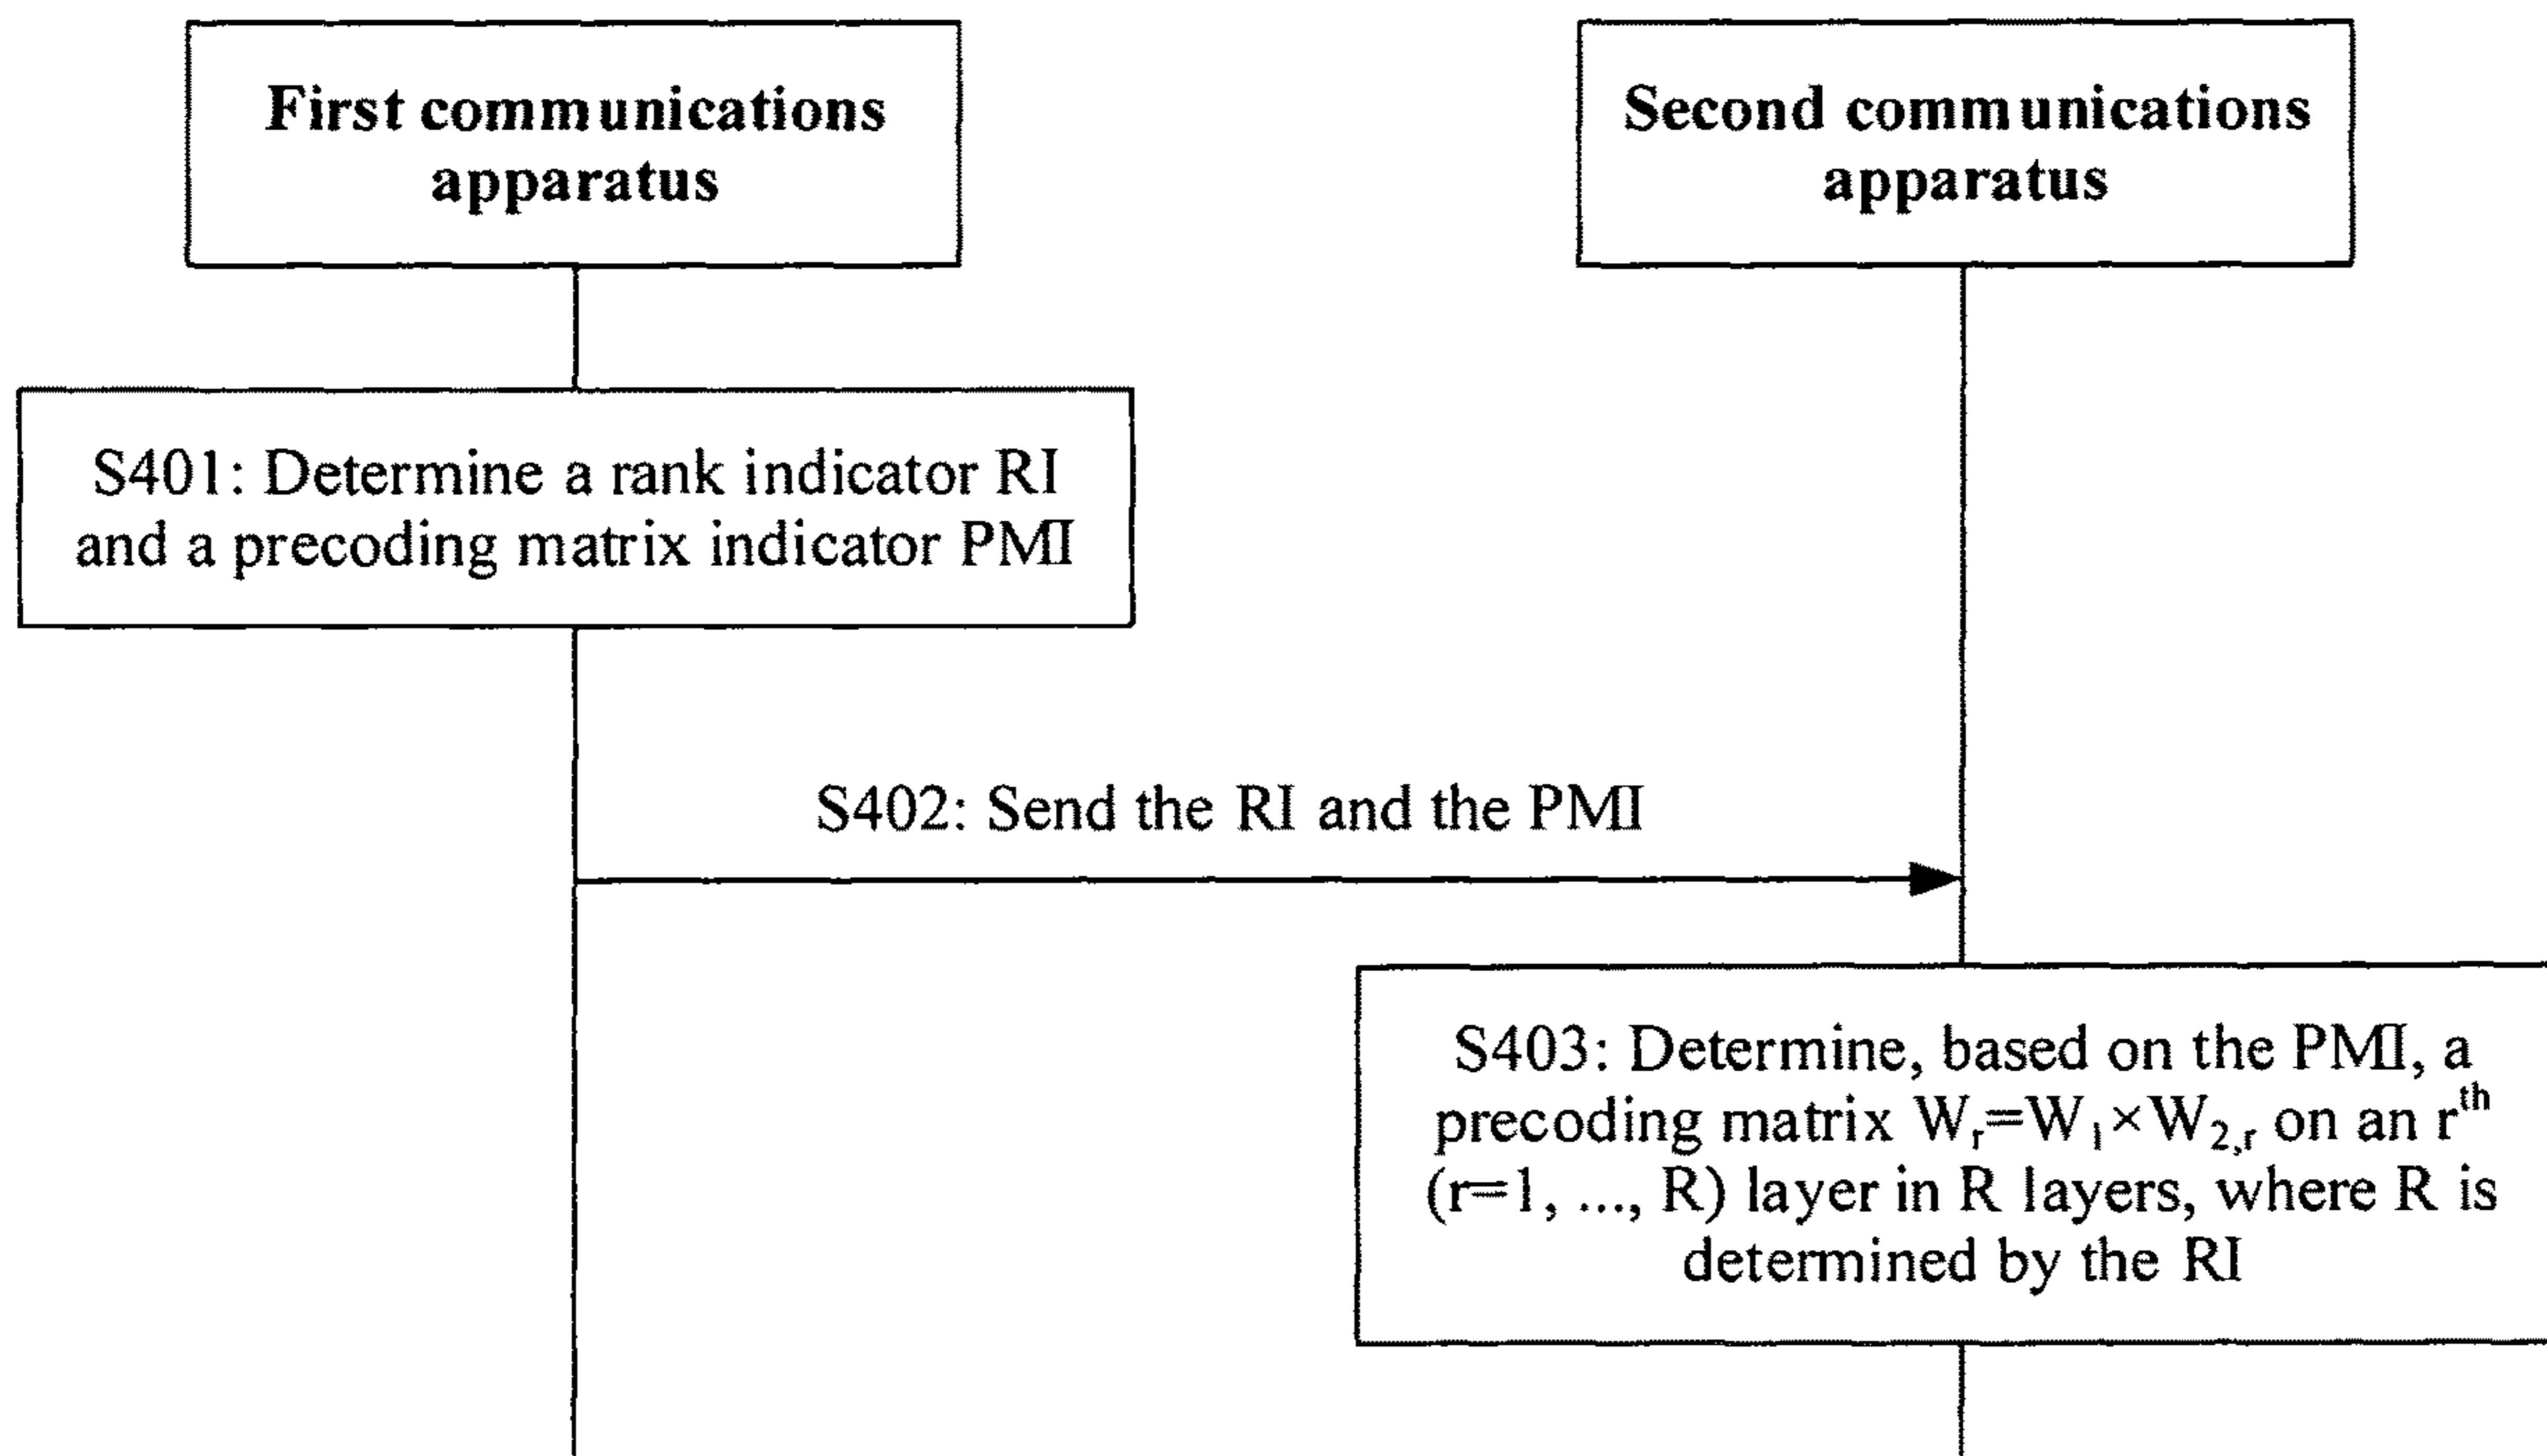 First communications
apparatus
Second communications
apparatus
S401: Determine a rank indicator RI
and a precoding matrix indicator PMI
S402: Send the RI and the PMI
S403: Determine, based on the PMI, a
precoding matrix W_r=W_1×W_{2,r} on an r^{th}
(r=1, ..., R) layer in R layers, where R is
determined by the RI